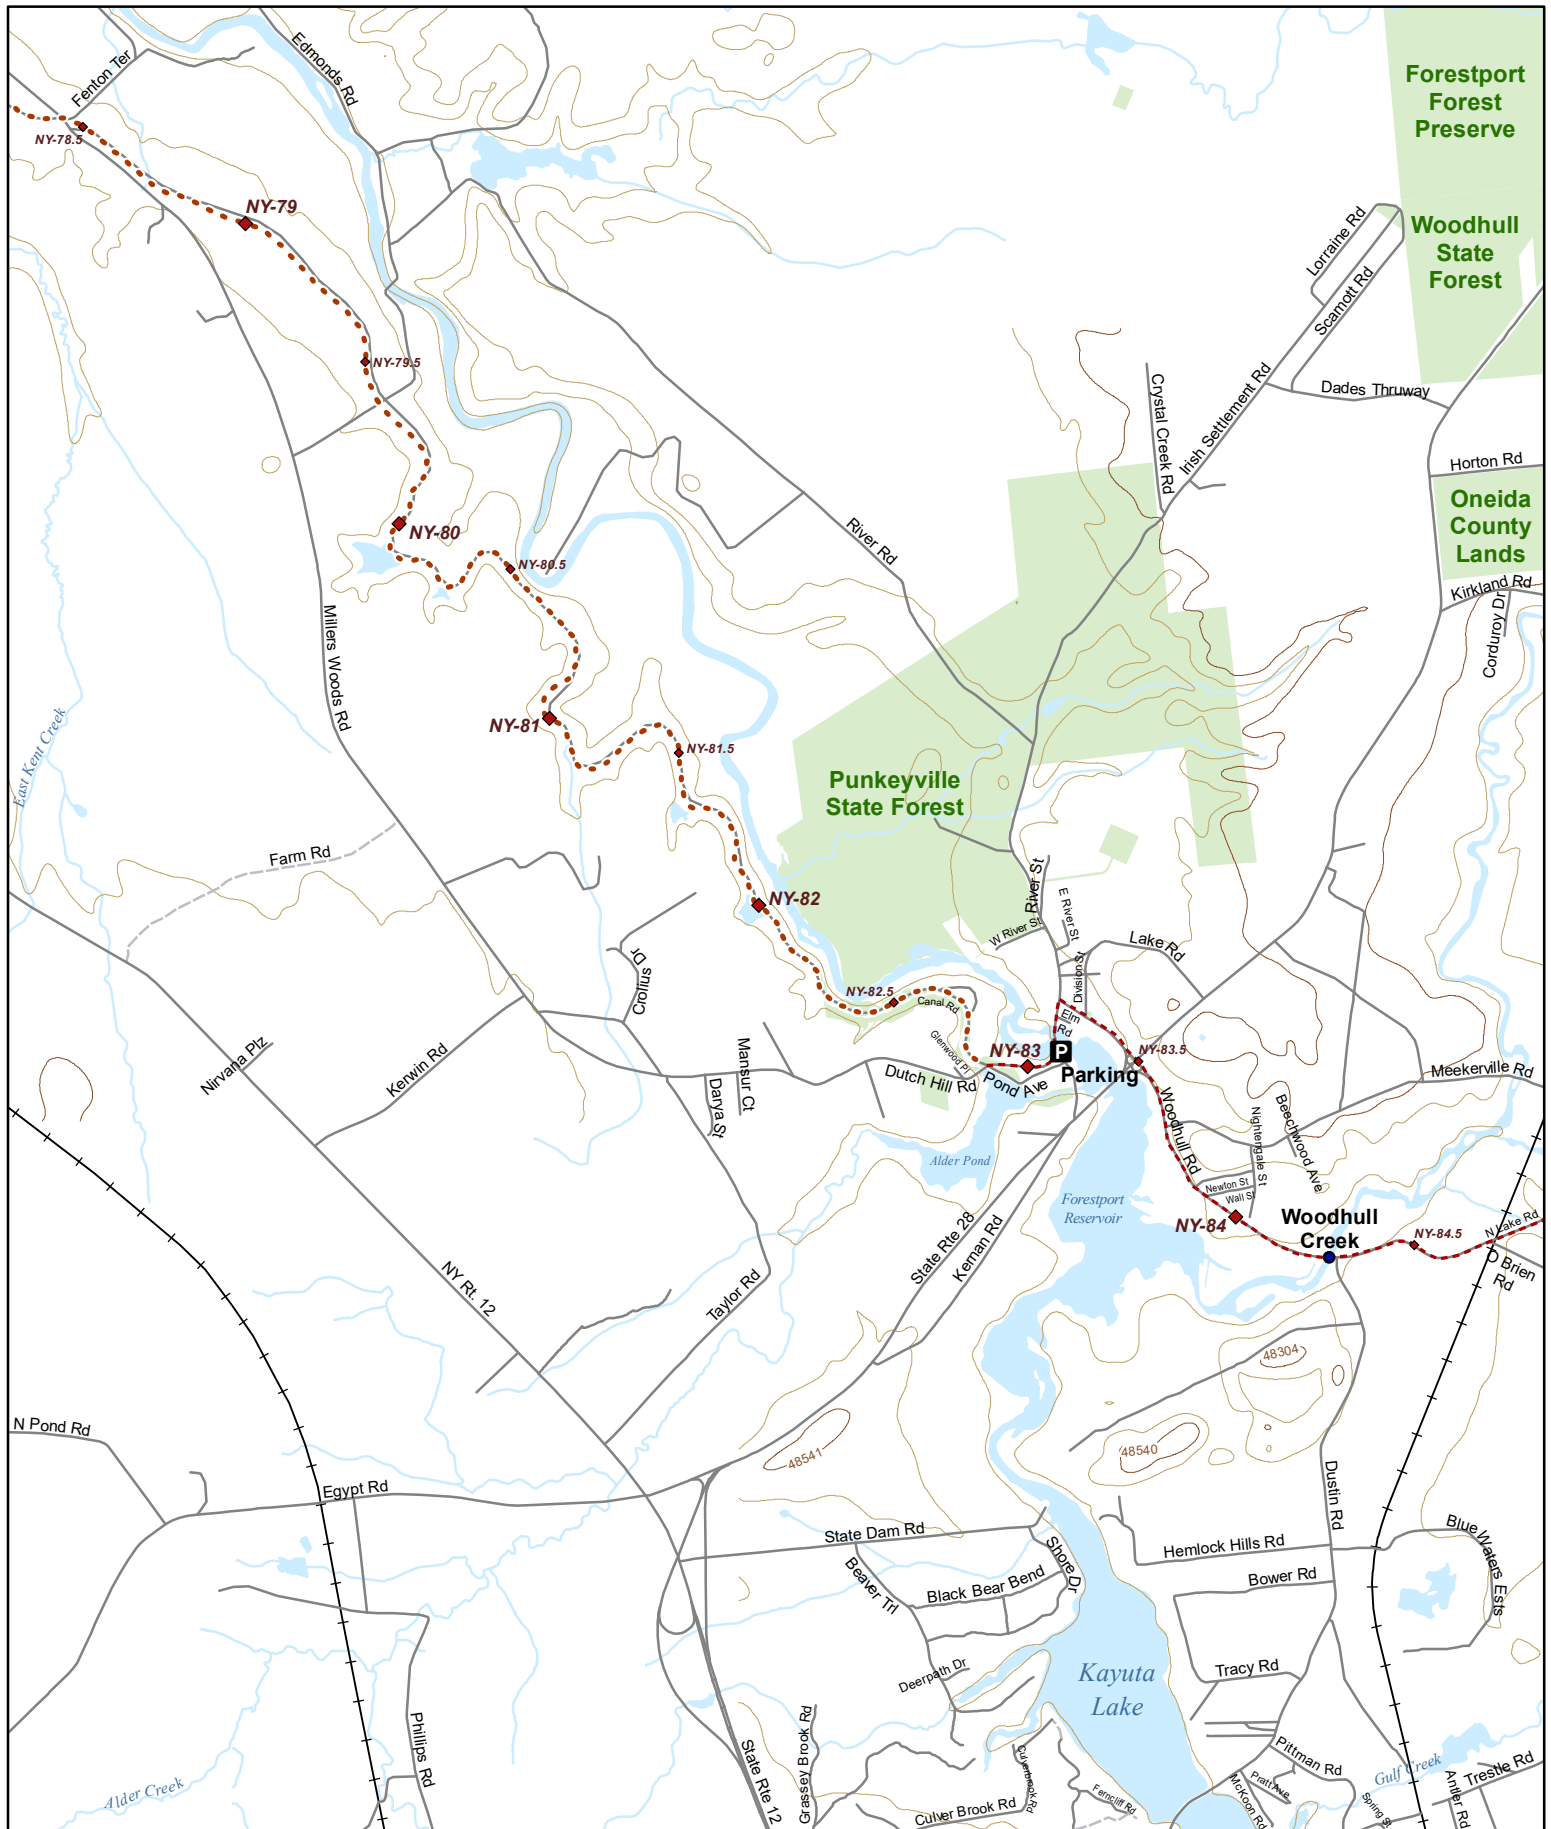 Fenton Ter
Edmonds Rd
Forestport
Forest
Preserve
NY-78.5
NY-79
Lorraine Rd
Woodhull
State
Forest
Scamott Rd
NY-79.5
Crystal Creek Rd
Irish Settlement Rd
Dades Thruway
Horton Rd
Oneida
County
Lands
NY-80
River Rd
NY-80.5
Kirkland Rd
Corduroy Dr
Millers Woods Rd
East Kent Creek
NY-81
NY-81.5
Punkeyville
State Forest
Farm Rd
NY-82
River St
E River St
W River St
Lake Rd
Division St
Crolius Dr
NY-82.5
Canal Rd
Elm
Rd
Glenwood Pl
NY-83
P
Parking
NY-83.5
Nirvana Plz
Kerwin Rd
Mansur Ct
Darya St
Dutch Hill Rd
Pond Ave
Meekerville Rd
Woodhull Rd
Nightengale St
Beechwood Ave
Alder Pond
Newton St
Wall St
Forestport
Reservoir
NY-84
Woodhull
Creek
NY-84.5
N Lake Rd
O Brien
Rd
State Rte 28
Kernan Rd
NY Rt. 12
Taylor Rd
48304
N Pond Rd
48541
48540
Egypt Rd
Dustin Rd
State Dam Rd
Shore Dr
Hemlock Hills Rd
Blue Waters Ests
Beaver Trl
Black Bear Bend
Bower Rd
Deerpath Dr
Kayuta
Lake
Tracy Rd
Phillips Rd
State Rte 12
Grassey Brook Rd
Culverbrook Rd
Culver Brook Rd
Ferncliff Rd
Pittman Rd
Pratt Ave
McKoon Rd
Gulf Creek
Spring St
Antler Rd
Trestle Rd
Alder Creek